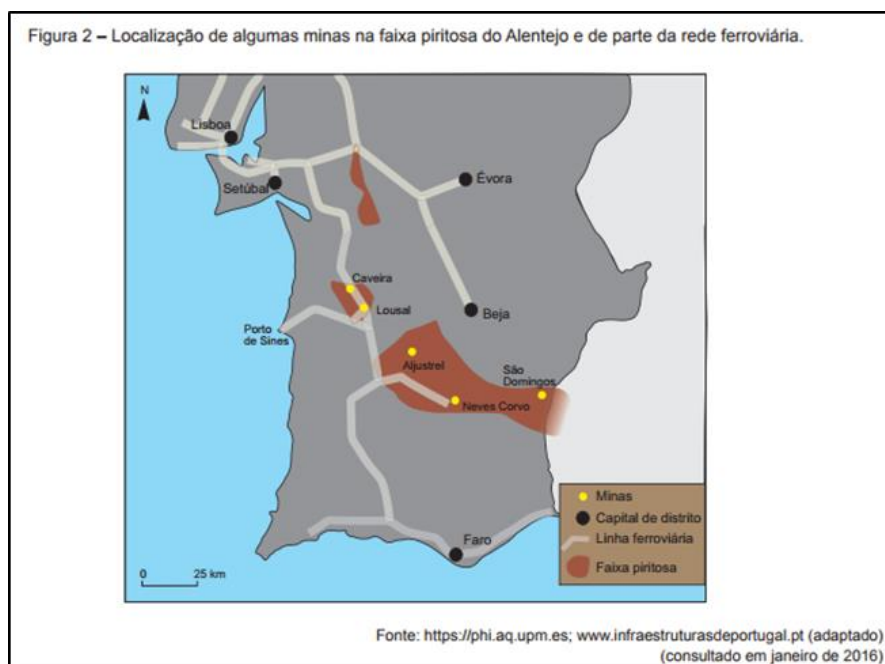 Figura 2 – Localização de algumas minas na faixa piritosa do Alentejo e de parte da rede ferroviária.
N
Lisboa
Setúbal
Évora
Caveira
Lousal
Beja
Porto
de Sines
Aljustrel
São
Domingos
Neves Corvo
Faro
Minas
Capital de distrito
Linha ferroviária
Faixa piritosa
0 25 km
Fonte: https://phi.aq.upm.es; www.infraestruturasdeportugal.pt (adaptado)
(consultado em janeiro de 2016)